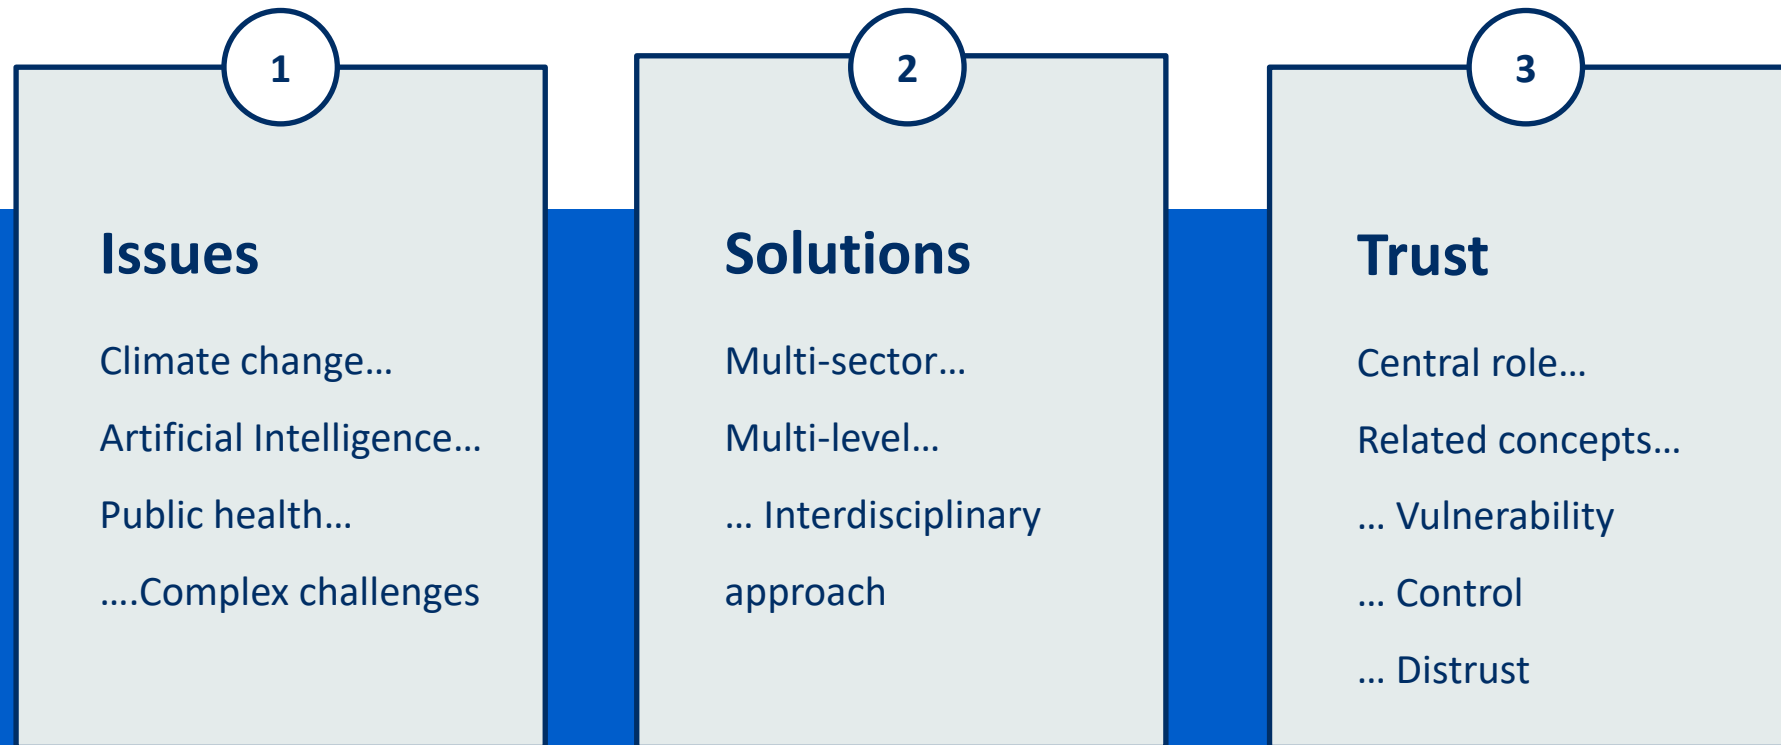 1
Issues
Climate change…
Artificial Intelligence…
Public health…
….Complex challenges
2
Solutions
Multi-sector…
Multi-level…
… Interdisciplinary
approach
3
Trust
Central role…
Related concepts…
… Vulnerability
… Control
… Distrust